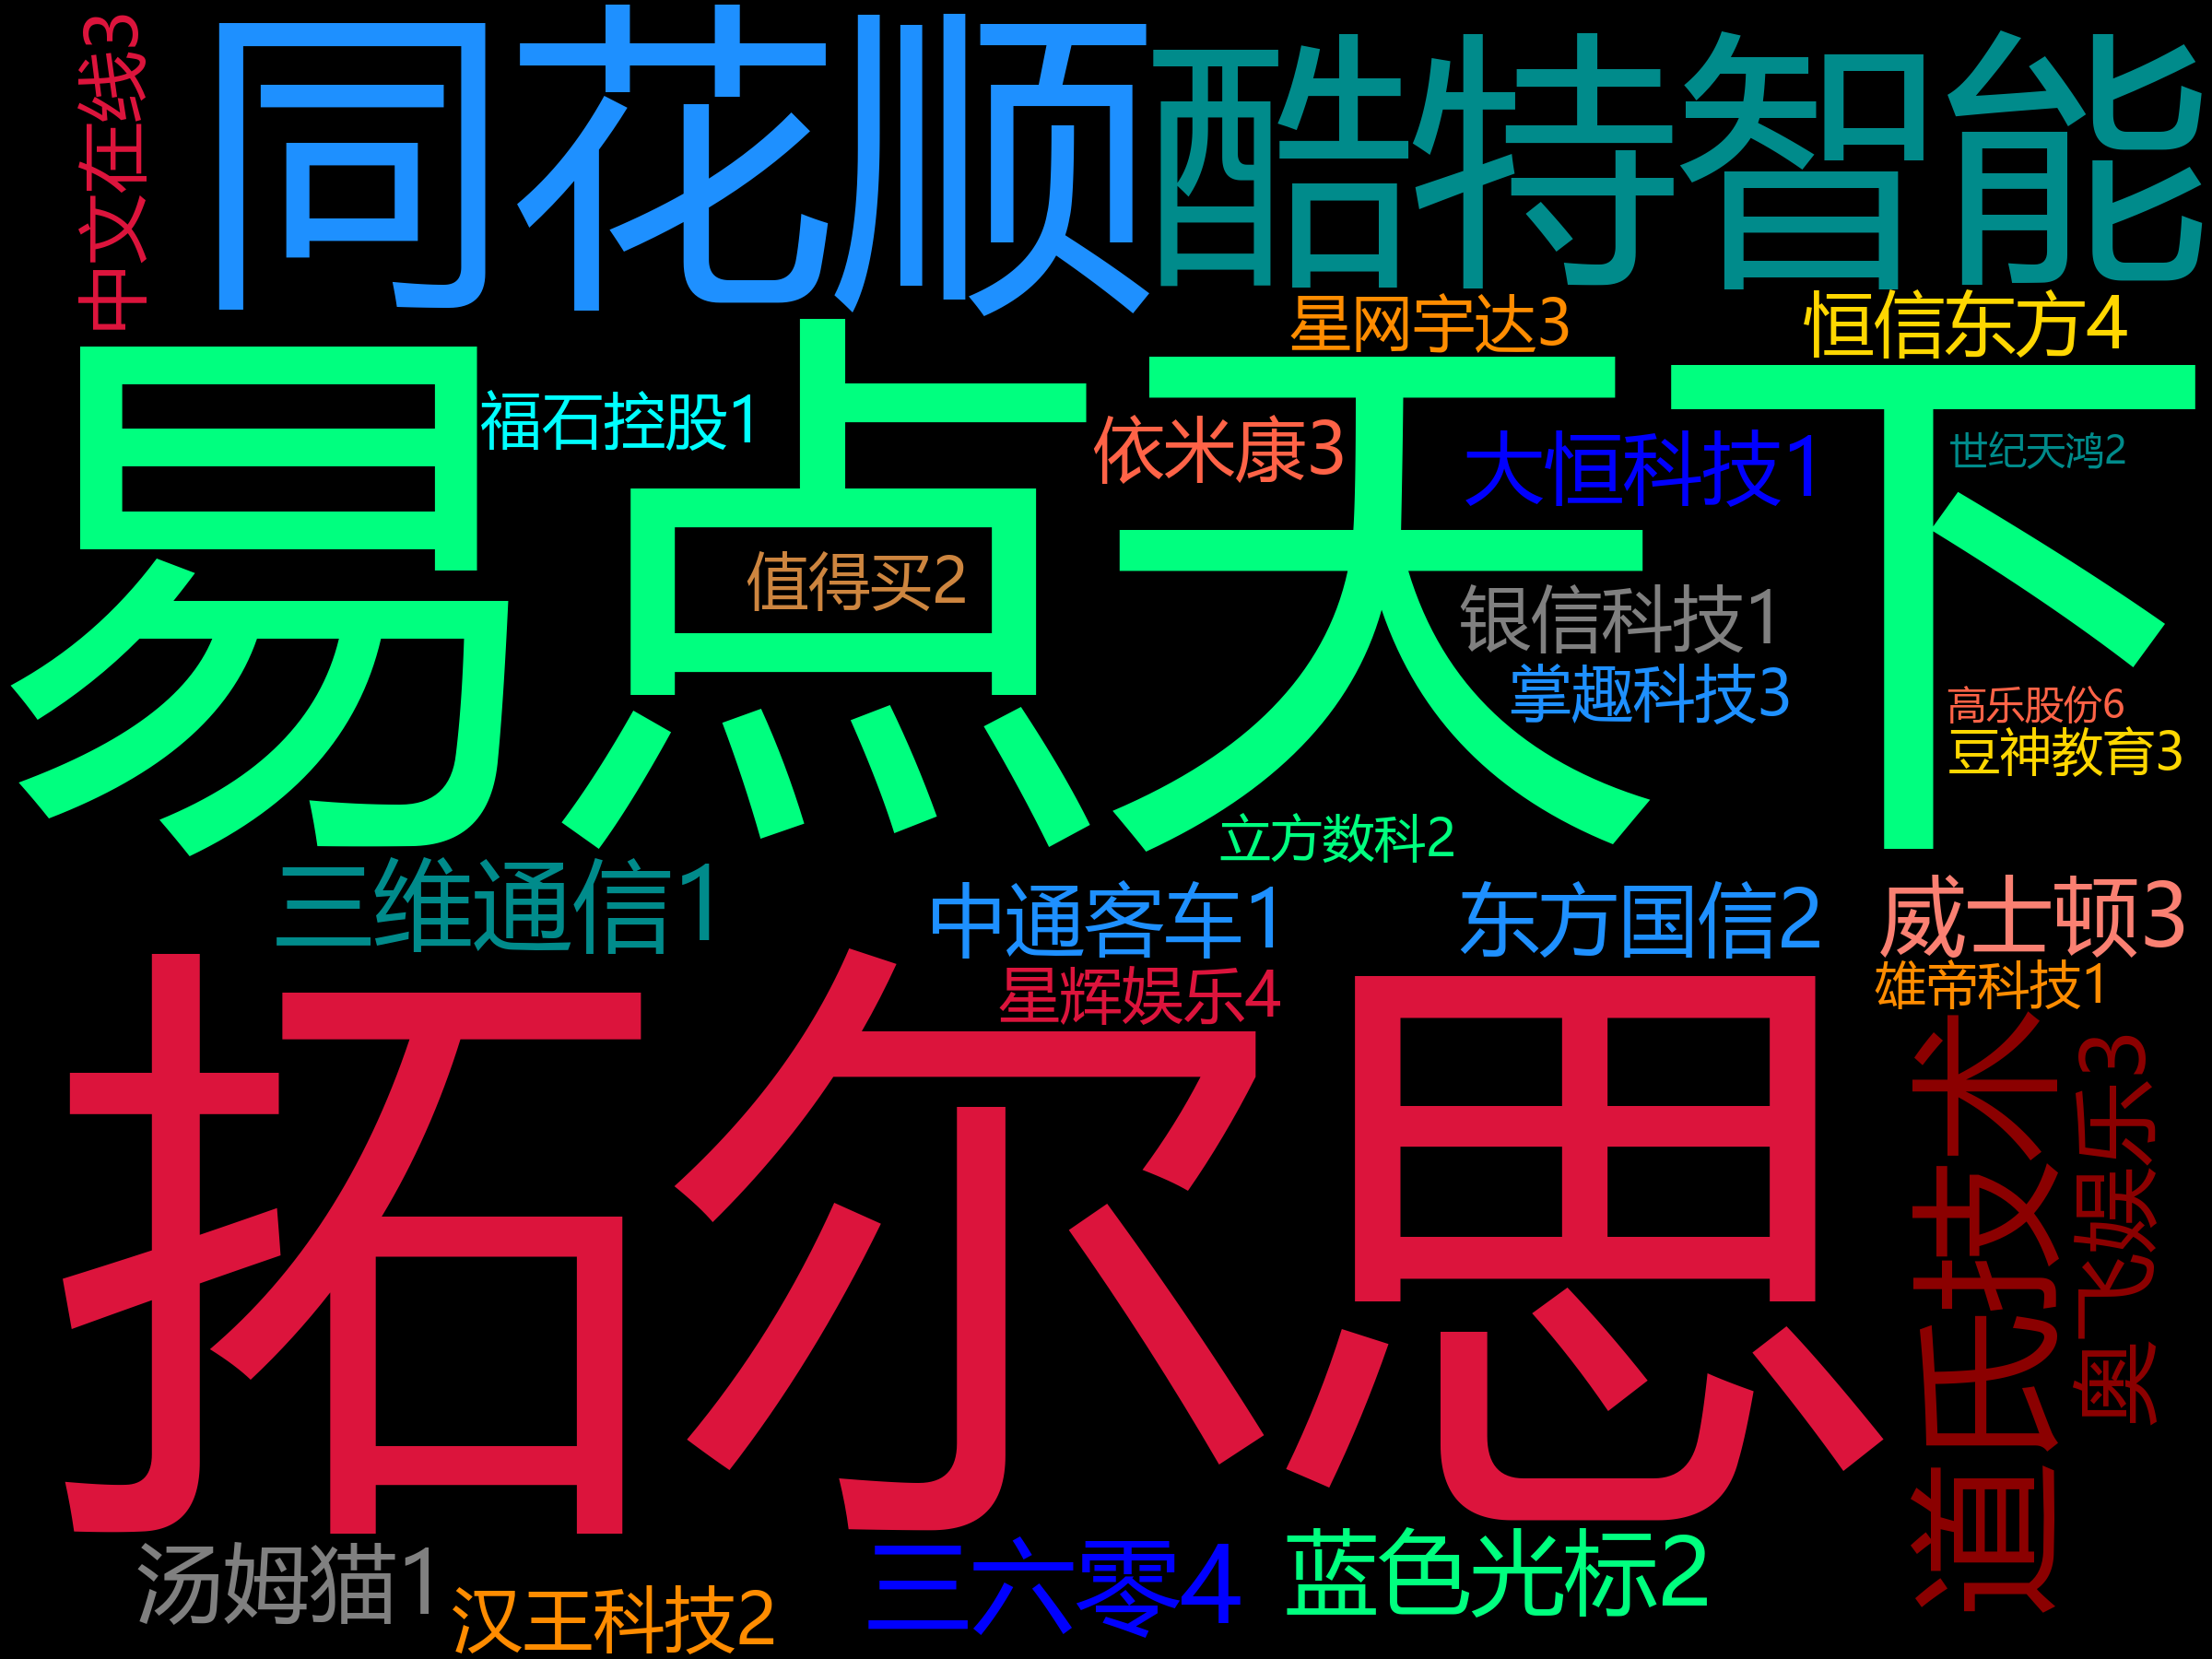 中文在线3
同花顺
酷特智能
星网宇达3
恒信东方4
易点天下
福石控股1
依米康3
大恒科技1
世纪天鸿2
值得买2
银信科技1
掌趣科技3
高乐股份6
豆神教育3
立方数科2
三维通信1
中通客车1
东方国信2
威士顿3
维帝科技1
星辉娱乐4
拓尔思
道氏技术
奥飞娱乐3
汤姆猫1
汉王科技2
三六零4
蓝色光标2